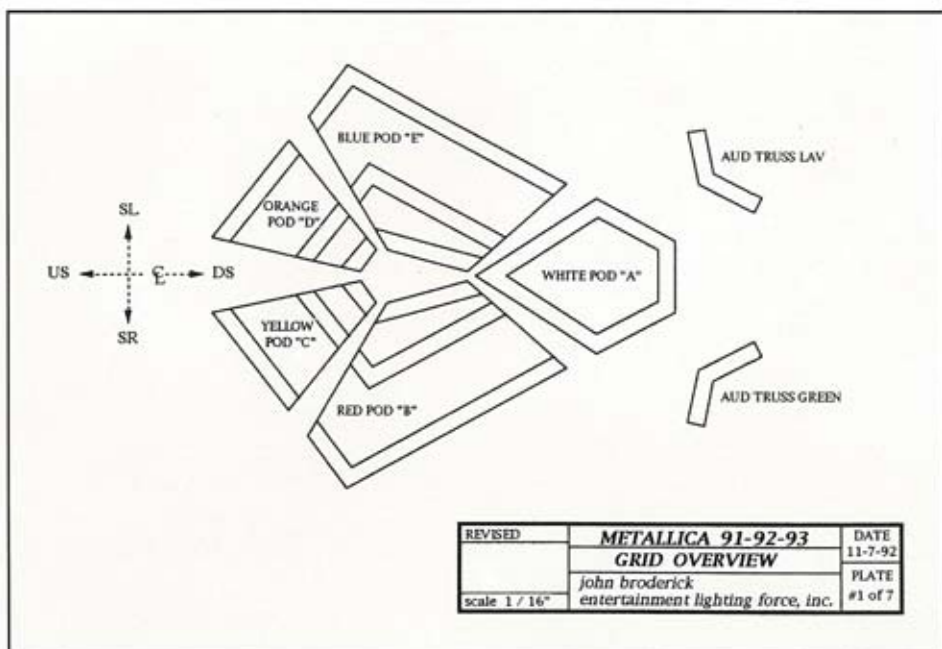 BLUE POD "E"
AUD TRUSS LAV
ORANGE
POD "D"
SL
US
CL
DS
WHITE POD "A"
SR
YELLOW
POD "C"
AUD TRUSS GREEN
RED POD "B"
REVISED
scale 1 / 16"
METALLICA 91-92-93
GRID OVERVIEW
john broderick
entertainment lighting force, inc.
DATE
11-7-92
PLATE
#1 of 7